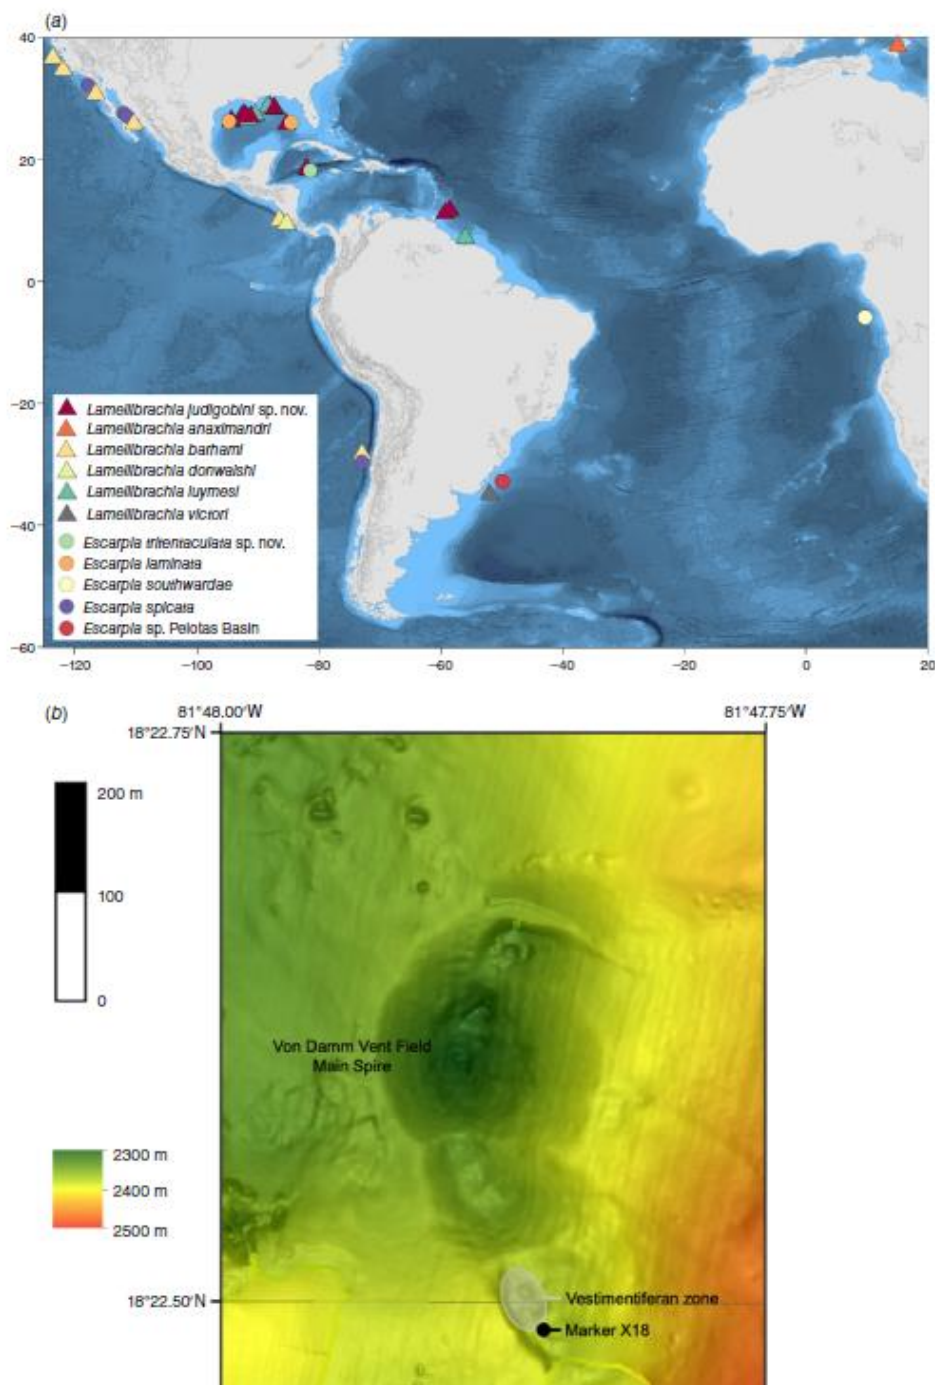 (a)
40
20
0
−20
−40
−60
−120
−100
−80
−60
−40
−20
0
20
Lamellibrachia judigobini sp. nov.
Lamellibrachia anaximandri
Lamellibrachia barhami
Lamellibrachia donwalshi
Lamellibrachia luymesi
Lamellibrachia victori
Escarpia tritentaculata sp. nov.
Escarpia laminata
Escarpia southwardae
Escarpia spicata
Escarpia sp. Pelotas Basin
(b)
81°48.00′W
81°47.75′W
18°22.75′N
200 m
100
0
Von Damm Vent Field
Main Spire
2300 m
2400 m
2500 m
18°22.50′N
Vestimentiferan zone
Marker X18